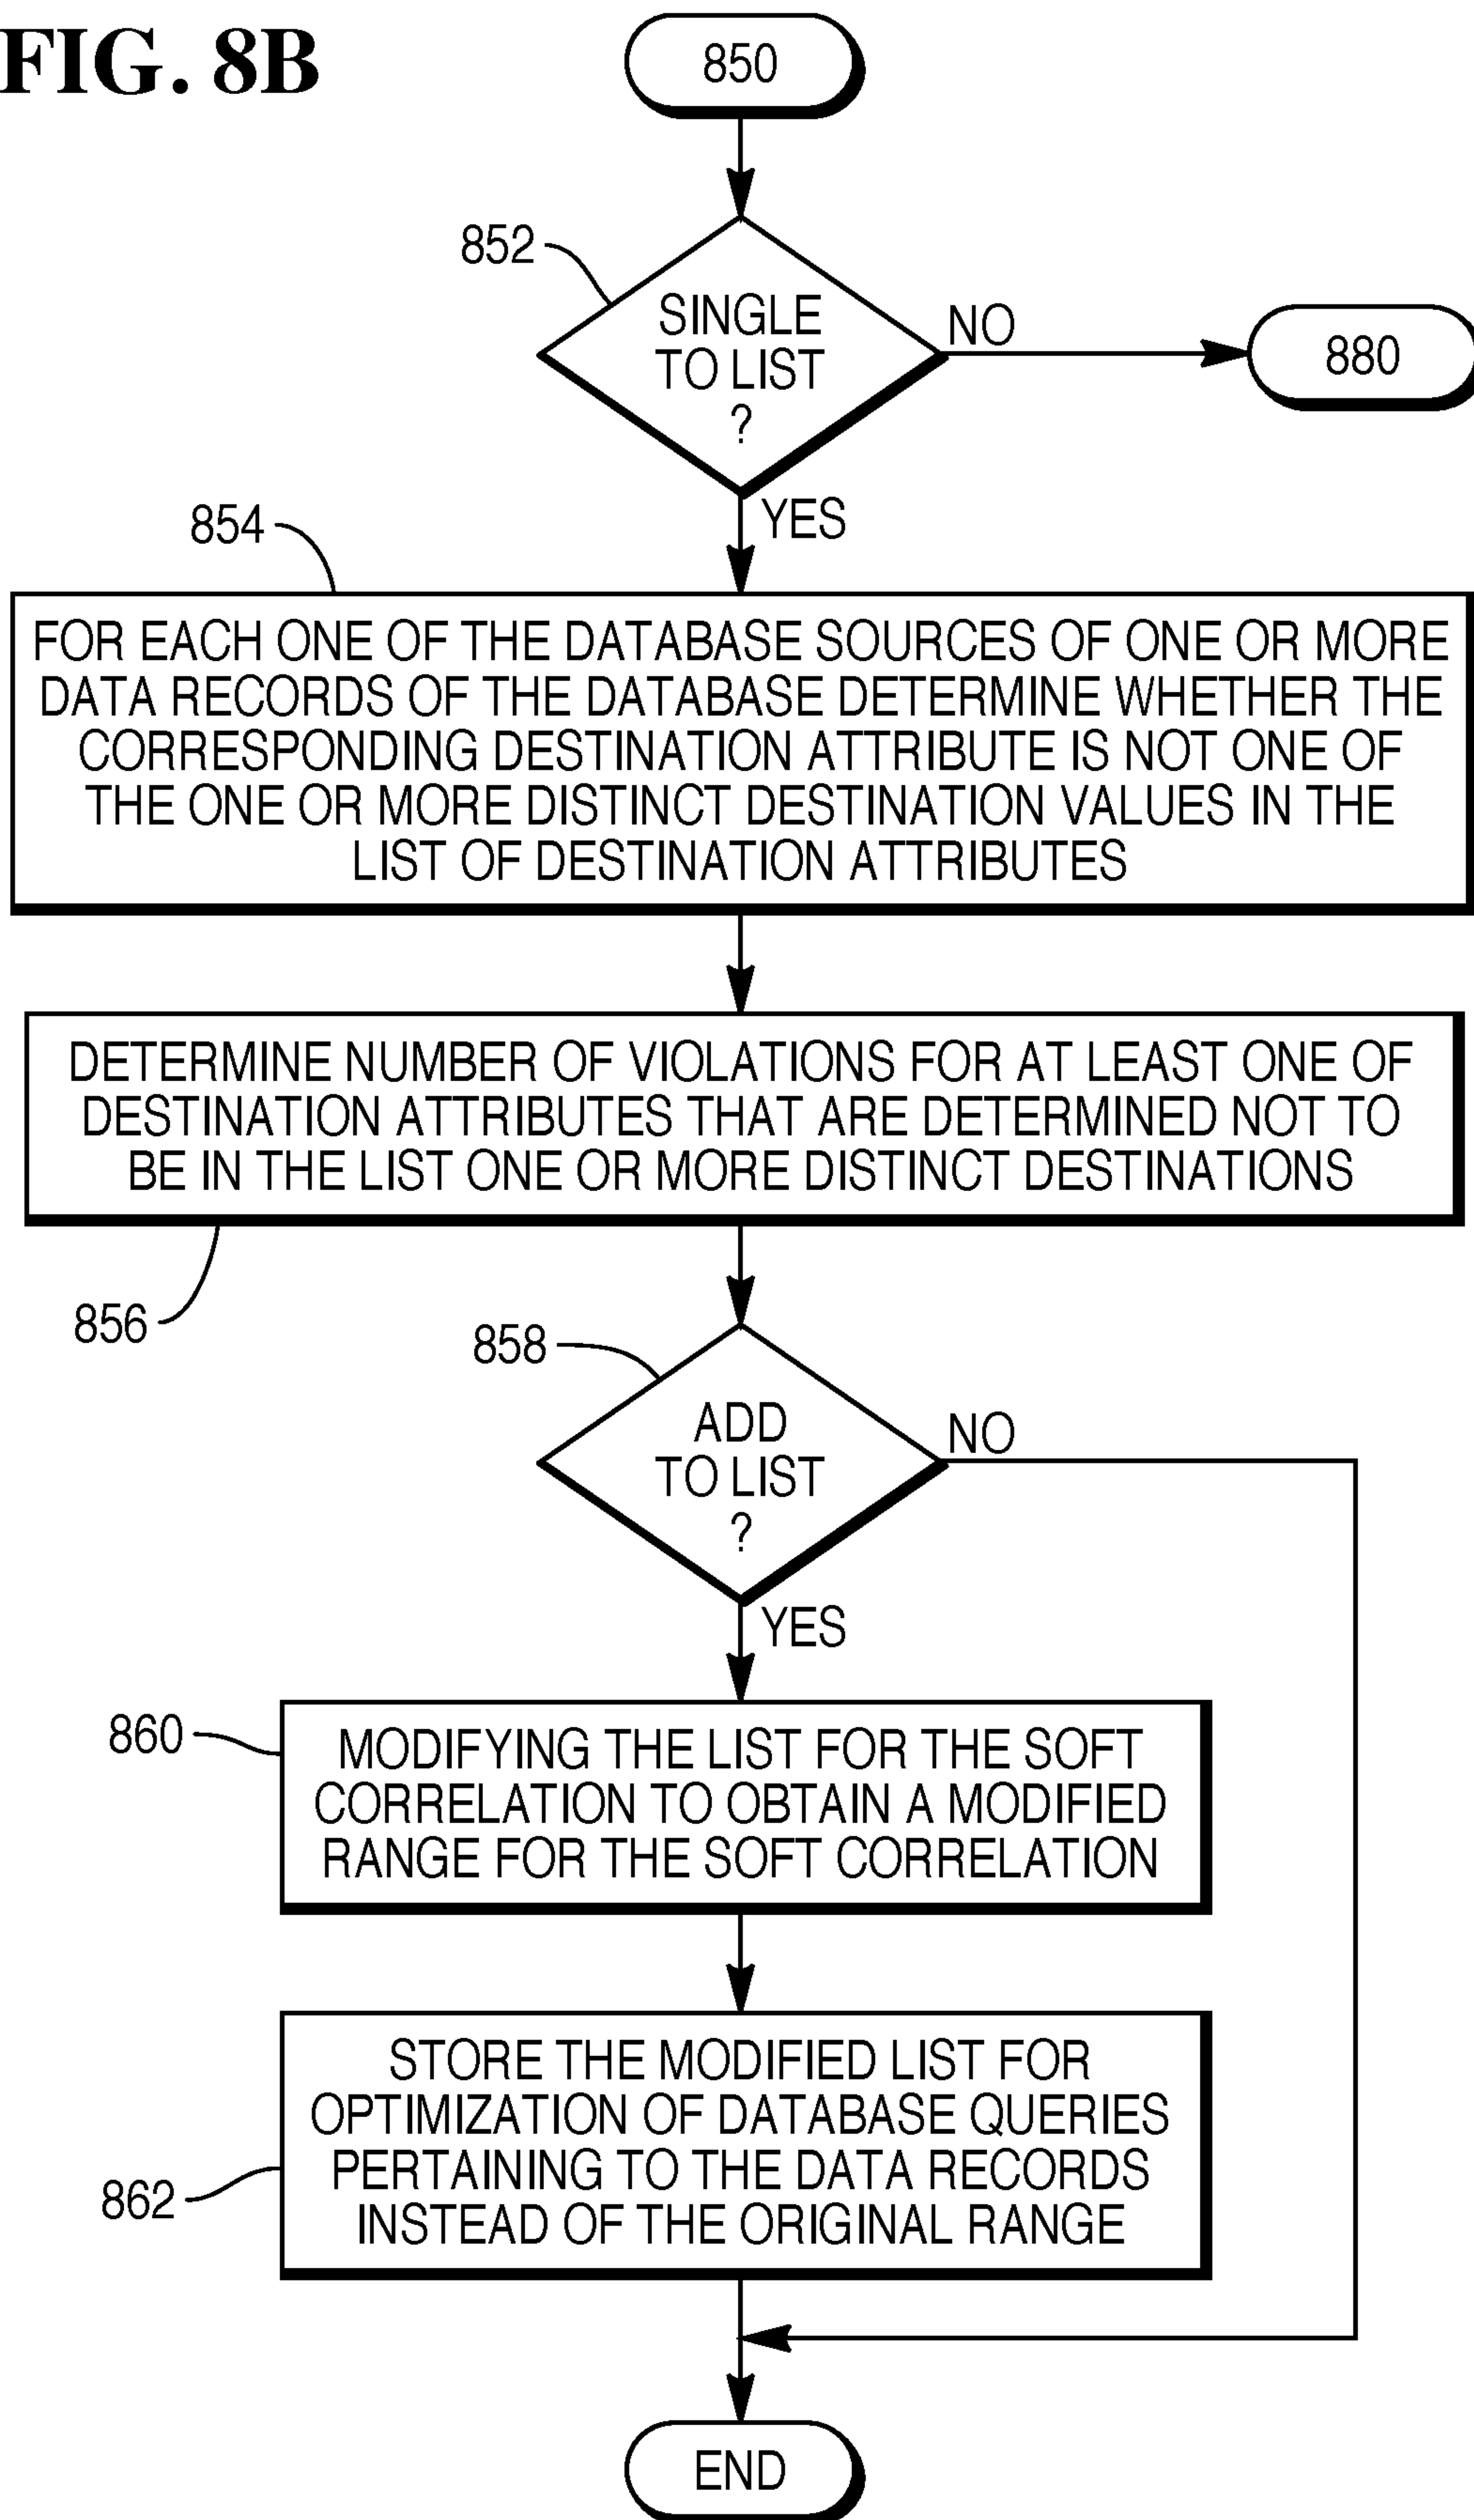 FIG. 8B
850
852
SINGLE
TO LIST
?
NO
880
YES
854
FOR EACH ONE OF THE DATABASE SOURCES OF ONE OR MORE
DATA RECORDS OF THE DATABASE DETERMINE WHETHER THE
CORRESPONDING DESTINATION ATTRIBUTE IS NOT ONE OF
THE ONE OR MORE DISTINCT DESTINATION VALUES IN THE
LIST OF DESTINATION ATTRIBUTES
DETERMINE NUMBER OF VIOLATIONS FOR AT LEAST ONE OF
DESTINATION ATTRIBUTES THAT ARE DETERMINED NOT TO
BE IN THE LIST ONE OR MORE DISTINCT DESTINATIONS
856
858
ADD
TO LIST
?
NO
YES
860
MODIFYING THE LIST FOR THE SOFT
CORRELATION TO OBTAIN A MODIFIED
RANGE FOR THE SOFT CORRELATION
STORE THE MODIFIED LIST FOR
OPTIMIZATION OF DATABASE QUERIES
PERTAINING TO THE DATA RECORDS
INSTEAD OF THE ORIGINAL RANGE
862
END